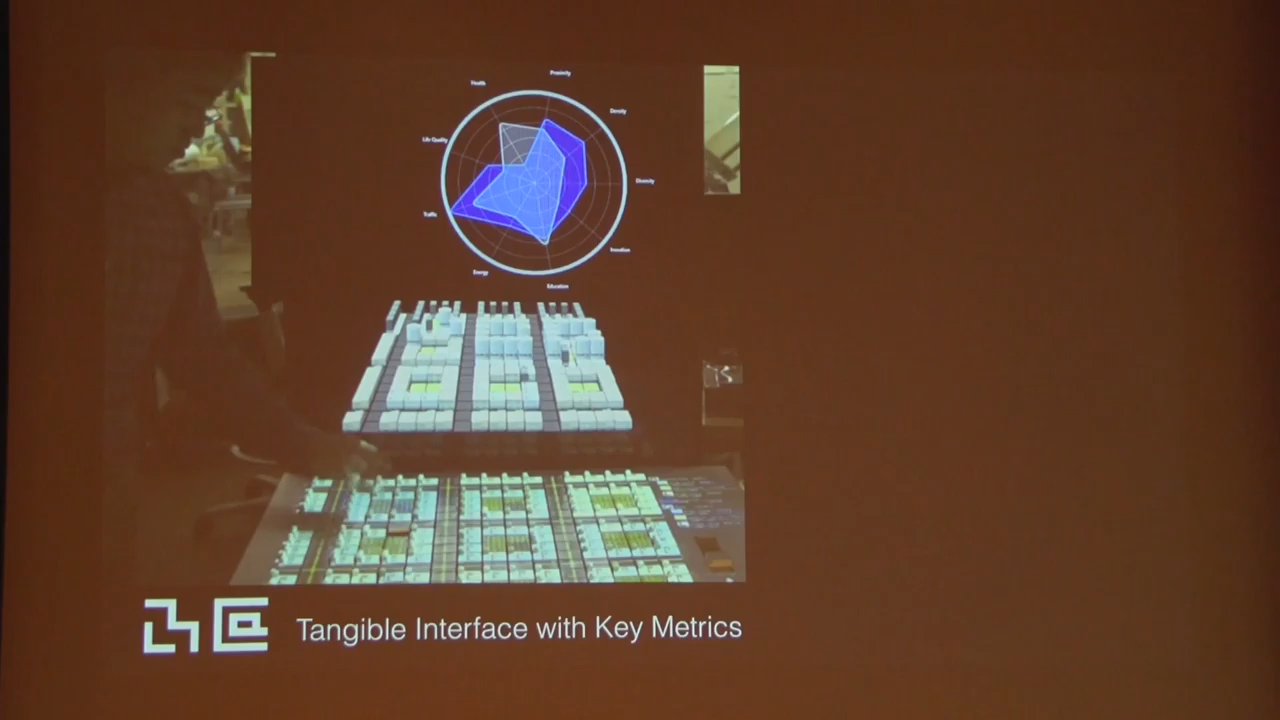 Proximity
Health
Density
Life Quality
Diversity
Traffic
Innovation
Energy
Education
Tangible Interface with Key Metrics